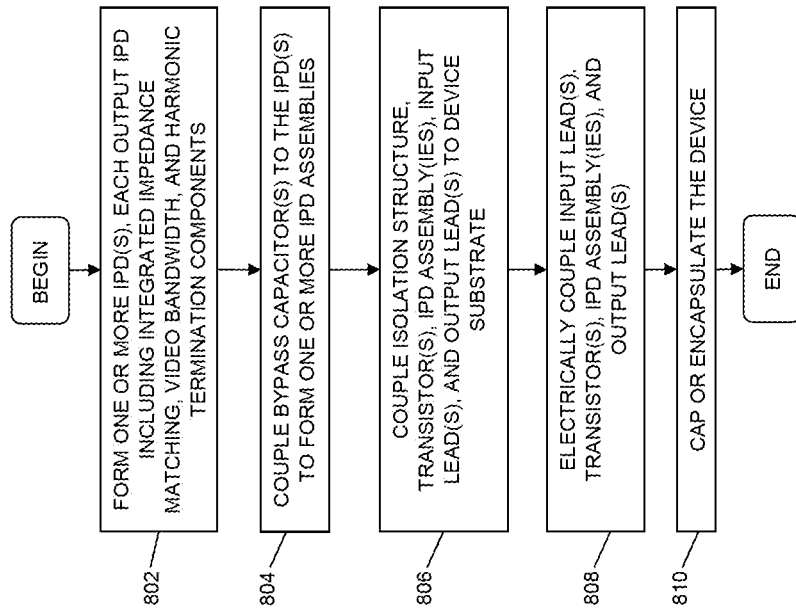 BEGIN
FORM ONE OR MORE IPD(S), EACH OUTPUT IPD
INCLUDING INTEGRATED IMPEDANCE
MATCHING, VIDEO BANDWIDTH, AND HARMONIC
TERMINATION COMPONENTS
802
COUPLE BYPASS CAPACITOR(S) TO THE IPD(S)
TO FORM ONE OR MORE IPD ASSEMBLIES
804
COUPLE ISOLATION STRUCTURE,
TRANSISTOR(S), IPD ASSEMBLY(IES), INPUT
LEAD(S), AND OUTPUT LEAD(S) TO DEVICE
SUBSTRATE
806
ELECTRICALLY COUPLE INPUT LEAD(S),
TRANSISTOR(S), IPD ASSEMBLY(IES), AND
OUTPUT LEAD(S)
808
CAP OR ENCAPSULATE THE DEVICE
810
END